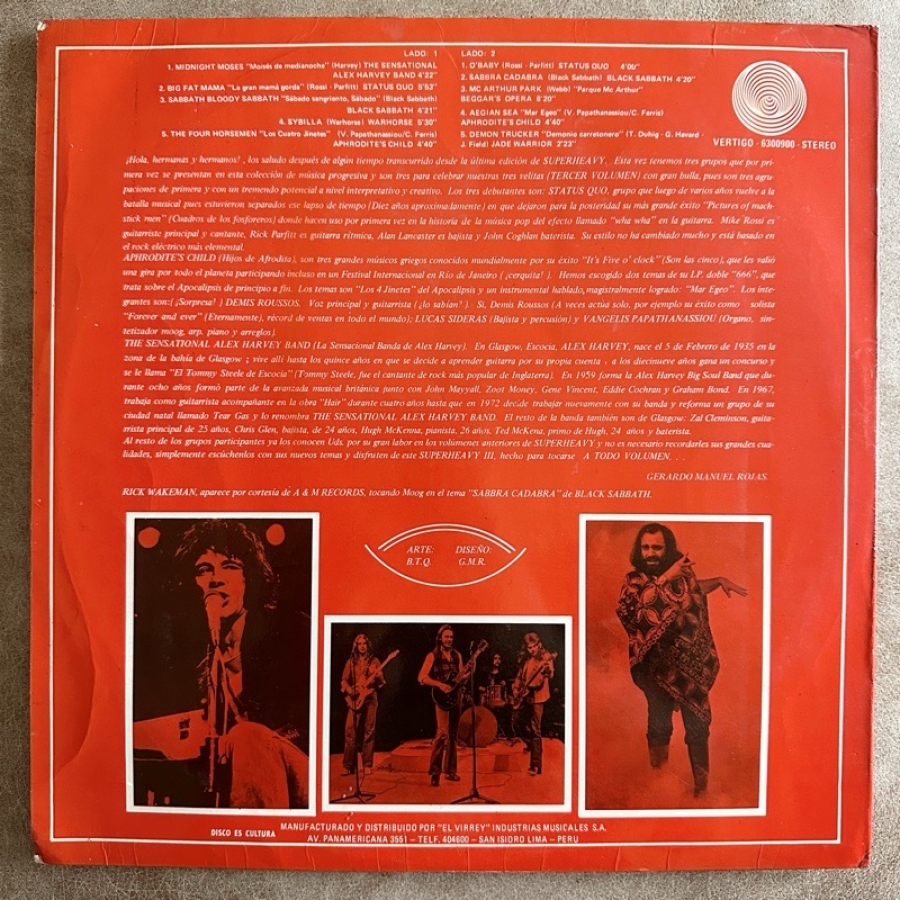 LADO: 1
1. MIDNIGHT MOSES "Moisés de medianoche" (Harvey) THE SENSATIONAL
ALEX HARVEY BAND 4'22"
2. BIG FAT MAMA "La gran mamá gorda" (Rossi - Parfitt) STATUS QUO 5'53"
3. SABBATH BLOODY SABBATH "Sábado sangriento, Sábado" (Black Sabbath)
BLACK SABBATH 4'21"
4. SYBILLA (Warhorse) WARHORSE 5'30"
5. THE FOUR HORSEMEN "Los Cuatro Jinetes" (V. Papathanassiou/C. Ferris)
APHRODITE'S CHILD 4'40"
LADO: 2
1. O'BABY (Rossi - Parfitt) STATUS QUO 4'00"
2. SABBRA CADABRA (Black Sabbath) BLACK SABBATH 4'20"
3. MC ARTHUR PARK (Webb) "Parque Mc Arthur"
BEGGAR'S OPERA 8'20"
4. AEGIAN SEA "Mar Egeo" (V. Papathanassiou/C. Ferris)
APHRODITE'S CHILD 4'40"
5. DEMON TRUCKER "Demonio carretonero" (T. Duhig - G. Havard -
J. Field) JADE WARRIOR 2'23"
VERTIGO - 6300900 - STEREO
¡Hola, hermanas y hermanos! , los saludo después de algún tiempo transcurrido desde la última edición de SUPERHEAVY. Esta vez tenemos tres grupos que por pri-
mera vez se presentan en esta colección de música progresiva y son tres para celebrar nuestras tres velitas (TERCER VOLUMEN) con gran bulla, pues son tres agru-
paciones de primera y con un tremendo potencial a nivel interpretativo y creativo. Los tres debutantes son: STATUS QUO, grupo que luego de varios años vuelve a la
batalla musical pues estuvieron separados ese lapso de tiempo (Diez años aproximadamente) en que dejaron para la posteridad su más grande éxito "Pictures of mach-
stick men" (Cuadros de los fosforeros) donde hacen uso por primera vez en la historia de la música pop del efecto llamado "wha wha" en la guitarra. Mike Rossi es
guitarrista principal y cantante, Rick Parfitt es guitarra rítmica, Alan Lancaster es bajista y John Coghlan baterista. Su estilo no ha cambiado mucho y está basado en
el rock eléctrico más elemental.
APHRODITE'S CHILD (Hijos de Afrodita), son tres grandes músicos griegos conocidos mundialmente por su éxito "It's Five o' clock" (Son las cinco), que les valió
una gira por todo el planeta participando incluso en un Festival Internacional en Río de Janeiro ( ¡cerquita! ). Hemos escogido dos temas de su LP, doble "666", que
trata sobre el Apocalipsis de principio a fin. Los temas son "Los 4 Jinetes" del Apocalipsis y un instrumental hablado, magistralmente logrado: "Mar Egeo". Los inte-
grantes son:( ¡Sorpresa! ) DEMIS ROUSSOS. Voz principal y guitarrista ( ¿lo sabían? ). Sí, Demis Roussos (A veces actúa solo, por ejemplo su éxito como solista
"Forever and ever" (Eternamente), récord de ventas en todo el mundo); LUCAS SIDERAS (Bajista y percusión) y VANGELIS PAPATHANASSIOU (Organo, sin-
tetizador moog, arp, piano y arreglos).
THE SENSATIONAL ALEX HARVEY BAND (La Sensacional Banda de Alex Harvey). En Glasgow, Escocia, ALEX HARVEY, nace el 5 de Febrero de 1935 en la
zona de la bahía de Glasgow ; vive allí hasta los quince años en que se decide a aprender guitarra por su propia cuenta , a los diecinueve años gana un concurso y
se le llama "El Tommy Steele de Escocia" (Tommy Steele, fue el cantante de rock más popular de Inglaterra). En 1959 forma la Alex Harvey Big Soul Band que du-
rante ocho años formó parte de la avanzada musical británica junto con John Mayyall, Zoot Money, Gene Vincent, Eddie Cochran y Graham Bond. En 1967,
trabaja como guitarrista acompañante en la obra "Hair" durante cuatro años hasta que en 1972 decide trabajar nuevamente con su banda y reforma un grupo de su
ciudad natal llamado Tear Gas y lo renombra THE SENSATIONAL ALEX HARVEY BAND. El resto de la banda también son de Glasgow: Zal Cleminson, guita-
rrista principal de 25 años, Chris Glen, bajista, de 24 años, Hugh McKenna, pianista, 26 años, Ted McKena, primo de Hugh, 24 años y baterista.
Al resto de los grupos participantes ya los conocen Uds. por su gran labor en los volúmenes anteriores de SUPERHEAVY y no es necesario recordarles sus grandes cua-
lidades, simplemente escúchenlos con sus nuevos temas y disfruten de este SUPERHEAVY III, hecho para tocarse A TODO VOLUMEN. . .
GERARDO MANUEL ROJAS.
RICK WAKEMAN, aparece por cortesía de A & M RECORDS, tocando Moog en el tema "SABBRA CADABRA" de BLACK SABBATH.
ARTE: DISEÑO:
B.T.Q. G.M.R.
DISCO ES CULTURA
MANUFACTURADO Y DISTRIBUIDO POR "EL VIRREY" INDUSTRIAS MUSICALES S.A.
AV. PANAMERICANA 3551 – TELF. 404600 – SAN ISIDRO LIMA – PERU